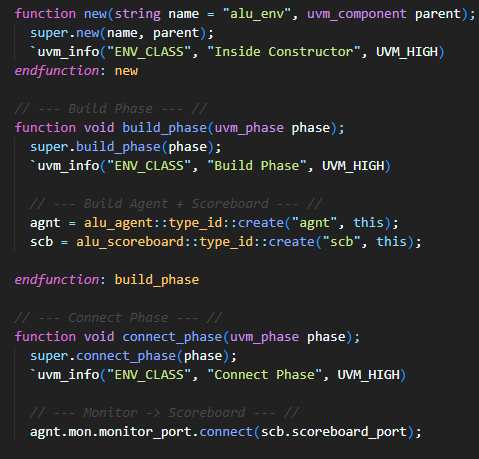 function new(string name = "alu_env", uvm_component parent);
  super.new(name, parent);
  `uvm_info("ENV_CLASS", "Inside Constructor", UVM_HIGH)
endfunction: new

// --- Build Phase --- //
function void build_phase(uvm_phase phase);
  super.build_phase(phase);
  `uvm_info("ENV_CLASS", "Build Phase", UVM_HIGH)

  // --- Build Agent + Scoreboard --- //
  agnt = alu_agent::type_id::create("agnt", this);
  scb = alu_scoreboard::type_id::create("scb", this);

endfunction: build_phase

// --- Connect Phase --- //
function void connect_phase(uvm_phase phase);
  super.connect_phase(phase);
  `uvm_info("ENV_CLASS", "Connect Phase", UVM_HIGH)

  // --- Monitor -> Scoreboard --- //
  agnt.mon.monitor_port.connect(scb.scoreboard_port);